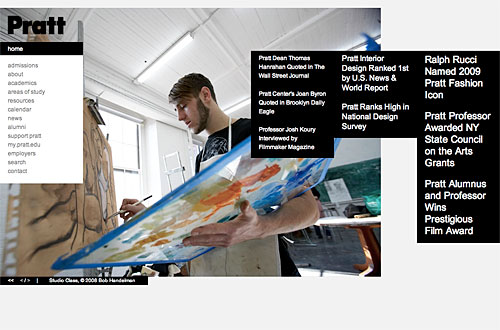 Pratt
home
admissions
about
academics
areas of study
resources
calendar
news
alumni
support.pratt
my.pratt.edu
employers
search
contact
Pratt Dean Thomas
Hanrahan Quoted in The
Wall Street Journal
Pratt Center's Joan Byron
Quoted in Brooklyn Daily
Eagle
Professor Josh Koury
Interviewed by
Filmmaker Magazine
Pratt Interior
Design Ranked 1st
by U.S. News &
World Report
Pratt Ranks High in
National Design
Survey
Ralph Rucci
Named 2009
Pratt Fashion
Icon
Pratt Professor
Awarded NY
State Council
on the Arts
Grants
Pratt Alumnus
and Professor
Wins
Prestigious
Film Award
<< < / > | Studio Class, © 2008 Bob Handelman